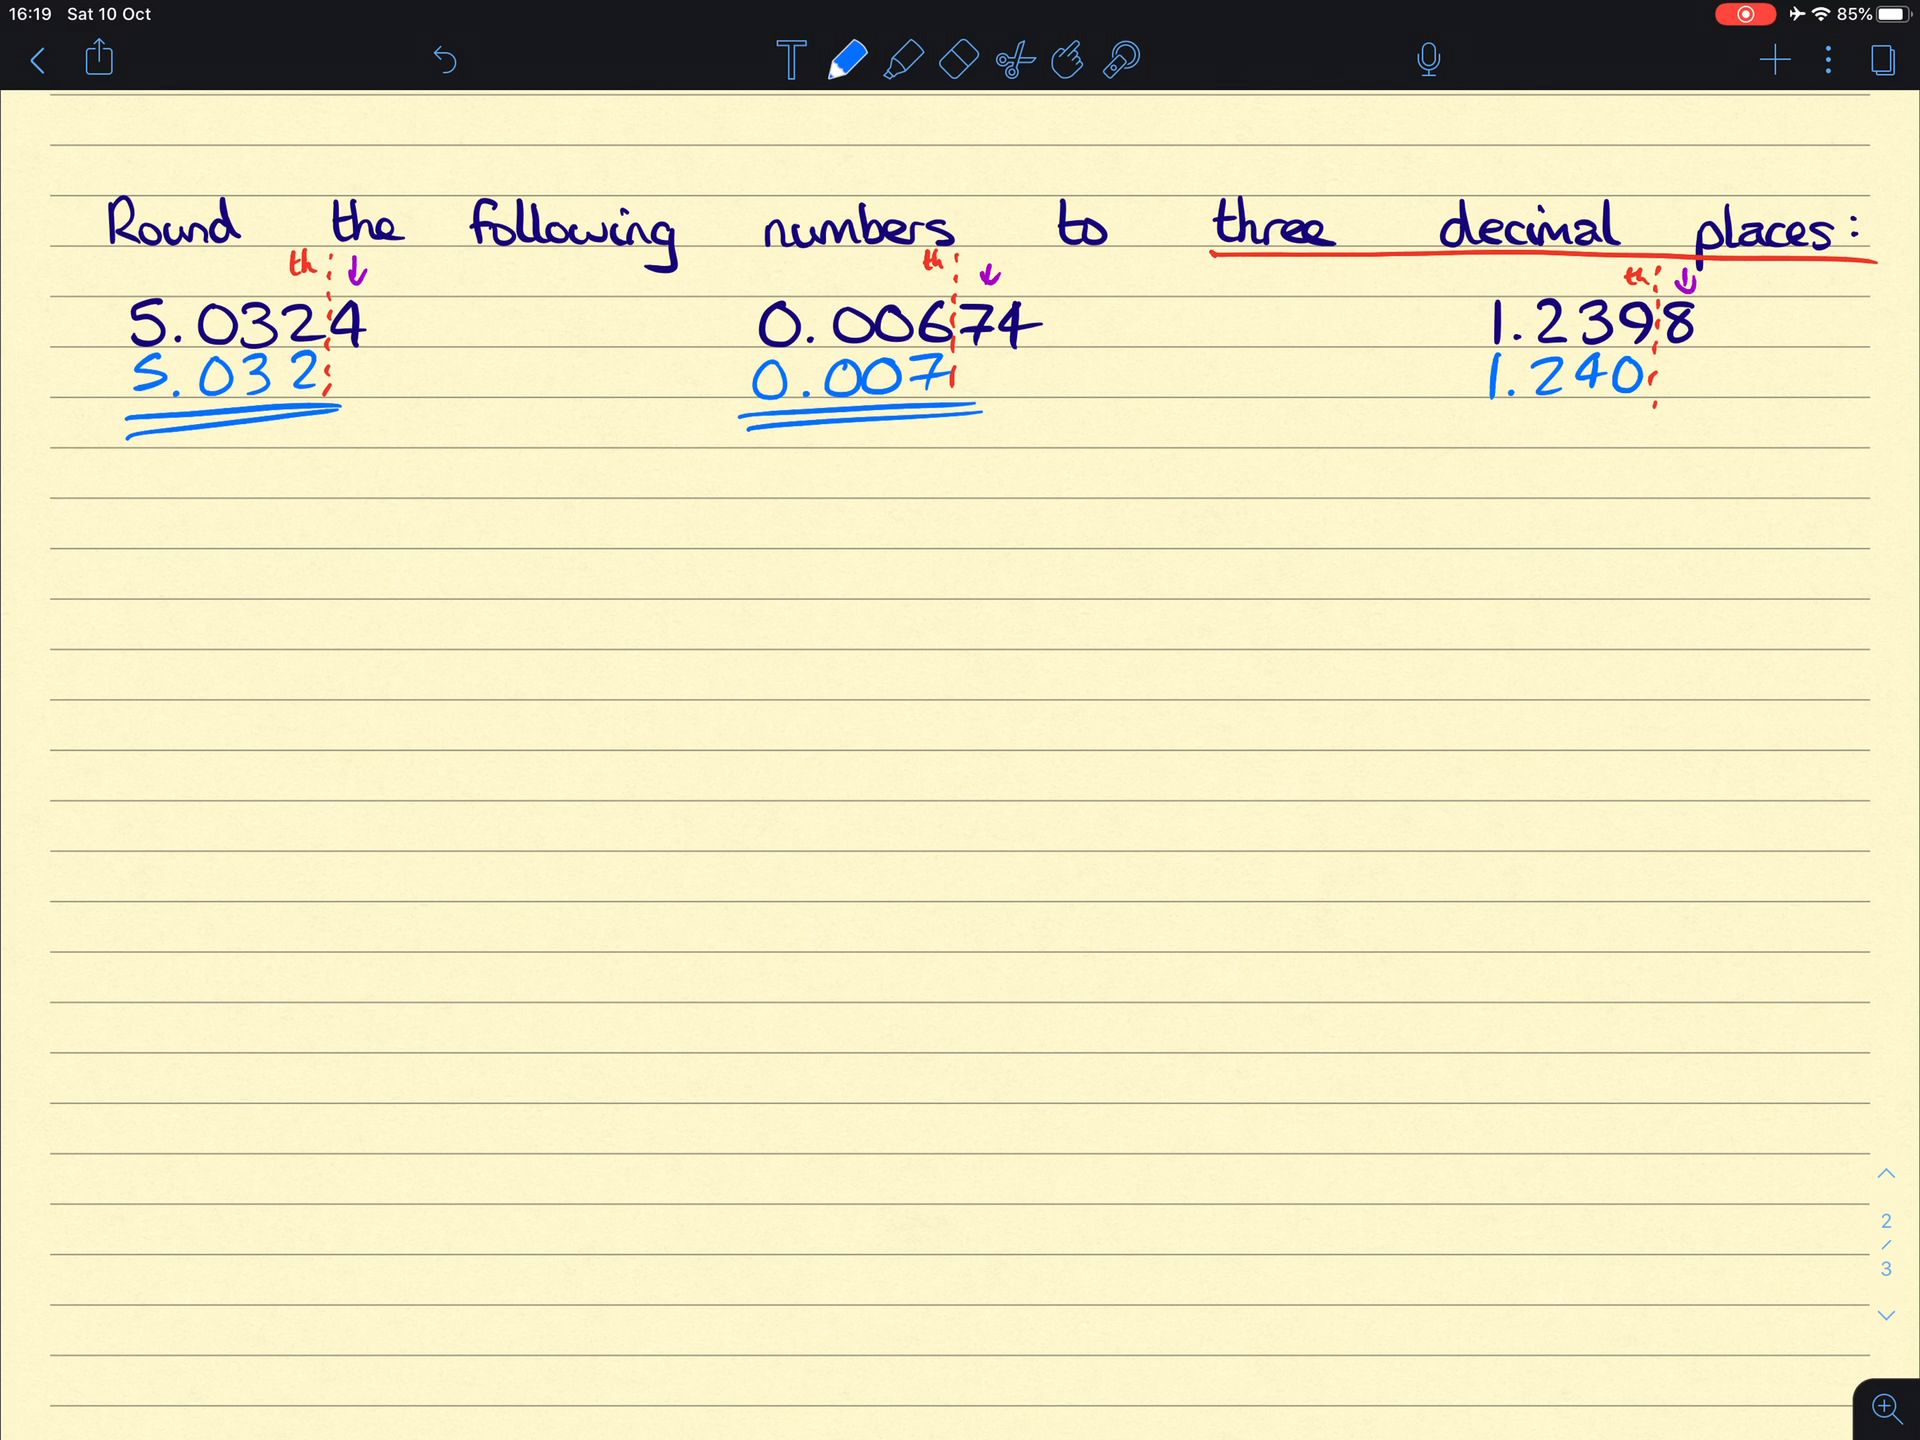 16:19 Sat 10 Oct 85%
T
Round the following numbers to three decimal places:
th th th
5.0324 0.00674 1.2398
5.032 0.007 1.240
2
/
3